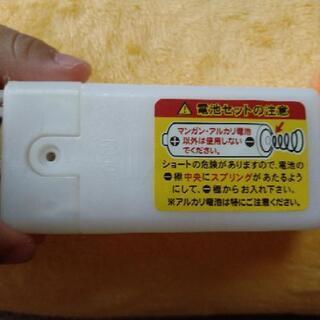 電池セットの注意
マンガン・アルカリ電池
以外は使用しない
でください。
ショートの危険がありますので、電池の
⊖極中央にスプリングがあたるよう
にして、⊖極からお入れ下さい。
※アルカリ電池は特にご注意ください。